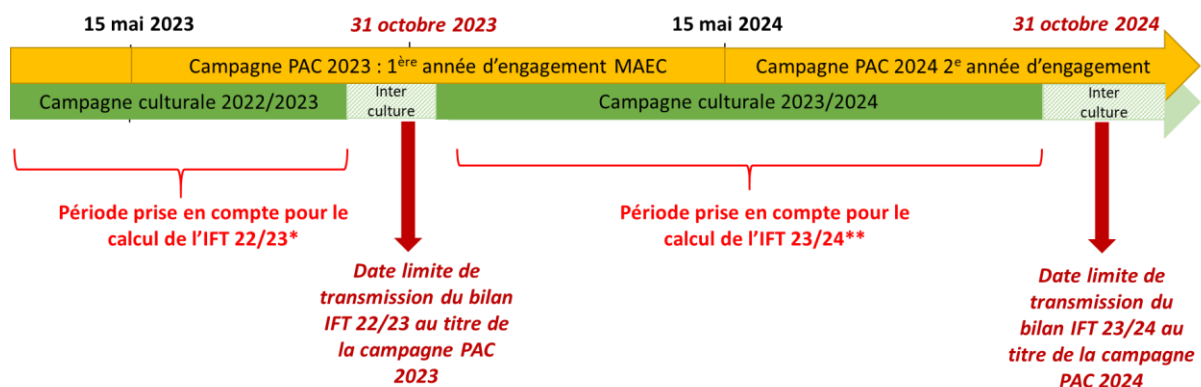 15 mai 2023
31 octobre 2023
15 mai 2024
31 octobre 2024
Campagne PAC 2023 : 1ère année d’engagement MAEC
Campagne PAC 2024 2e année d’engagement
Campagne culturale 2022/2023
Inter
culture
Campagne culturale 2023/2024
Inter
culture
Période prise en compte pour le
calcul de l’IFT 22/23*
Période prise en compte pour le
calcul de l’IFT 23/24**
Date limite de
transmission du bilan
IFT 22/23 au titre de
la campagne PAC
2023
Date limite de
transmission du
bilan IFT 23/24 au
titre de la campagne
PAC 2024